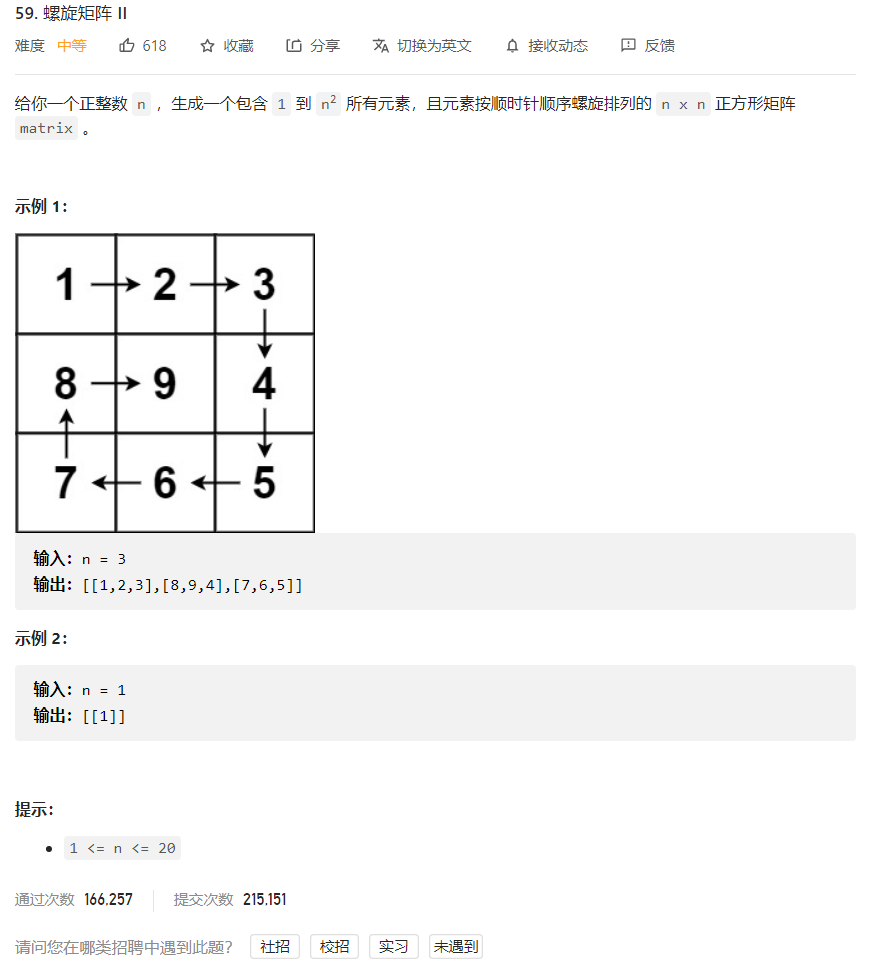 59. 螺旋矩阵 II
难度 中等 618 收藏 分享 切换为英文 接收动态 反馈
给你一个正整数 n ，生成一个包含 1 到 n² 所有元素，且元素按顺时针顺序螺旋排列的 n x n 正方形矩阵
matrix 。
示例 1：
1 2 3
8 9 4
7 6 5
输入：n = 3
输出：[[1,2,3],[8,9,4],[7,6,5]]
示例 2：
输入：n = 1
输出：[[1]]
提示：
1 <= n <= 20
通过次数 166,257 提交次数 215,151
请问您在哪类招聘中遇到此题？ 社招 校招 实习 未遇到